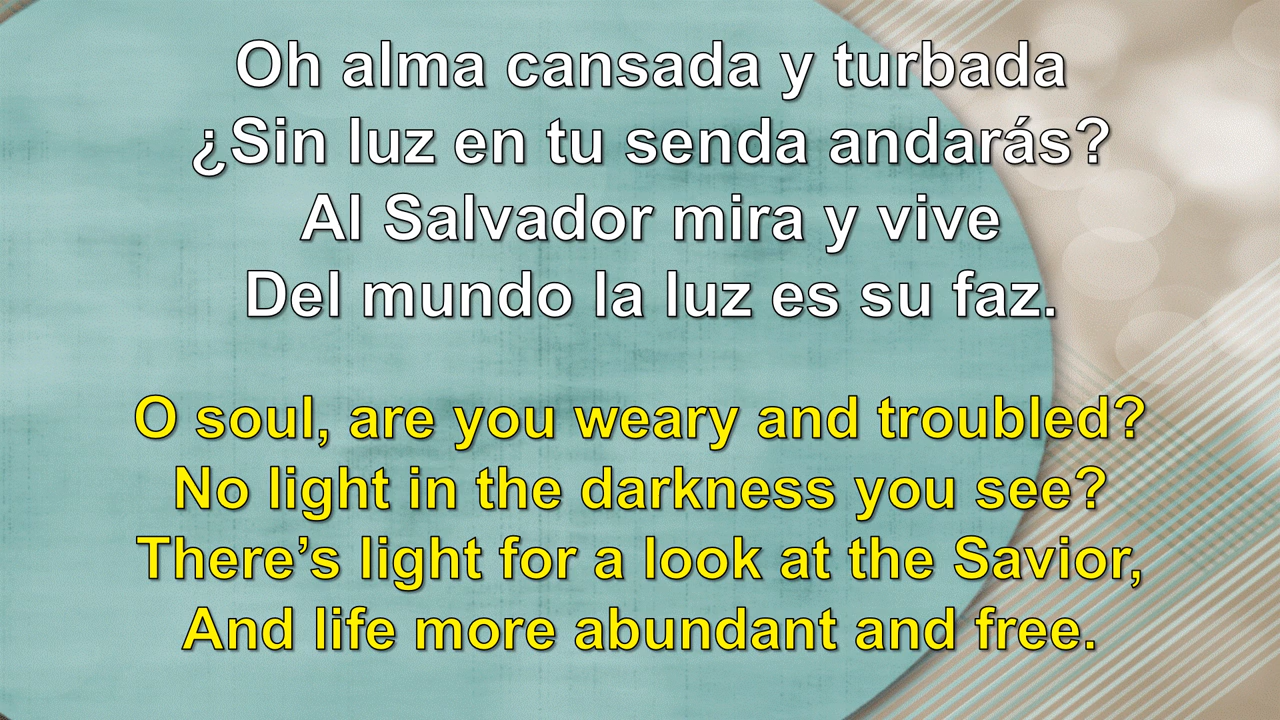 Oh alma cansada y turbada
¿Sin luz en tu senda andarás?
Al Salvador mira y vive
Del mundo la luz es su faz.
O soul, are you weary and troubled?
No light in the darkness you see?
There’s light for a look at the Savior,
And life more abundant and free.